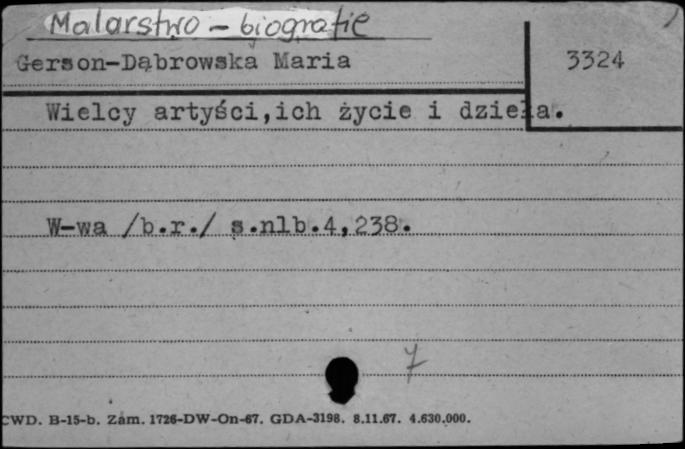 Malarstwo - biografie
Gerson-Dąbrowska Maria
3324
Wielcy artyści,ich życie i dzieła.
W-wa /b.r./ s.nlb.4,238.
7
CWD. B-15-b. Zam. 1726-DW-On-67. GDA-3198. 8.11.67. 4.630.000.